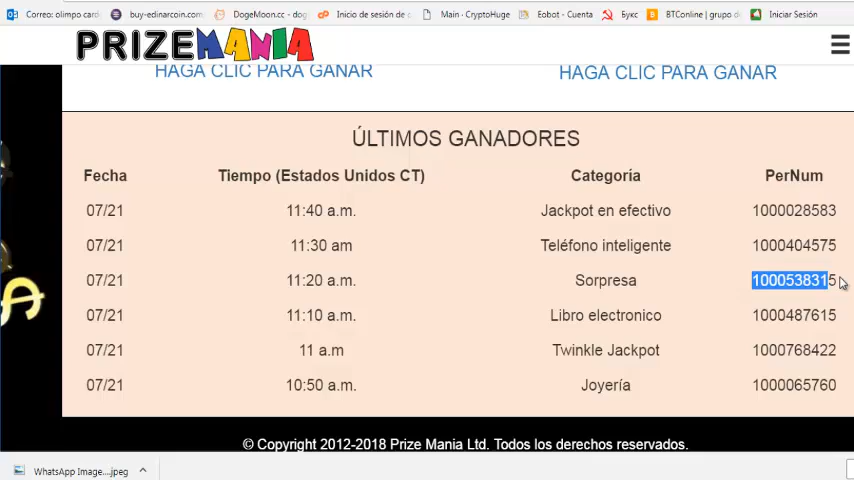 Correo: olimpo card buy-edinarcoin.com DogeMoon.cc - dog Inicio de sesión de c Main · CryptoHuge Eobot - Cuenta Букс BTConline | grupo d Iniciar Sesión
PRIZEMANIA
HAGA CLIC PARA GANAR HAGA CLIC PARA GANAR
ÚLTIMOS GANADORES
Fecha Tiempo (Estados Unidos CT) Categoría PerNum
07/21 11:40 a.m. Jackpot en efectivo 1000028583
07/21 11:30 am Teléfono inteligente 1000404575
07/21 11:20 a.m. Sorpresa 1000538315
07/21 11:10 a.m. Libro electronico 1000487615
07/21 11 a.m Twinkle Jackpot 1000768422
07/21 10:50 a.m. Joyería 1000065760
© Copyright 2012-2018 Prize Mania Ltd. Todos los derechos reservados.
WhatsApp Image....jpeg